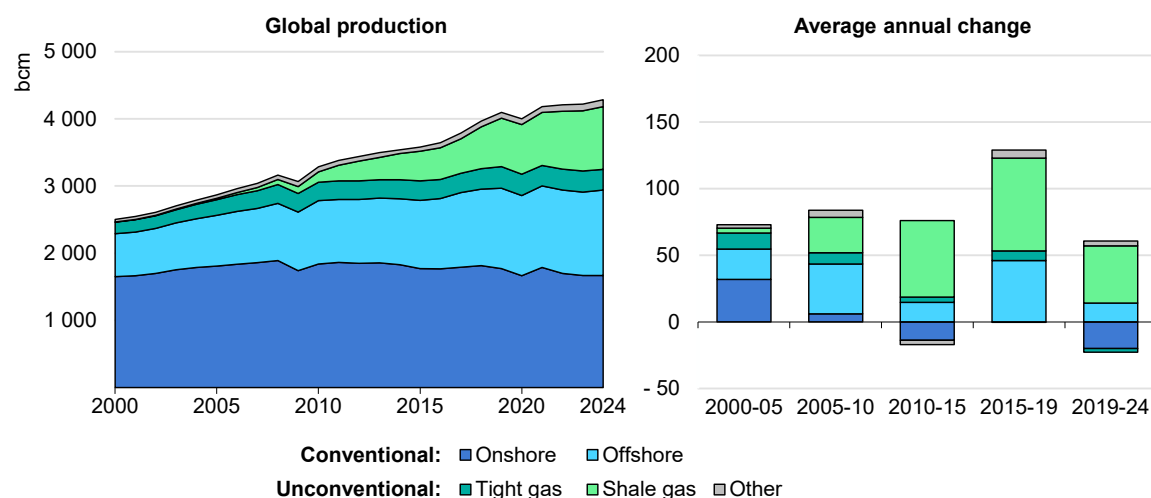 Global production
bcm
5 000
4 000
3 000
2 000
1 000
2000 2005 2010 2015 2020 2024
Average annual change
200
150
100
50
0
- 50
2000-05 2005-10 2010-15 2015-19 2019-24
Conventional: Onshore Offshore
Unconventional: Tight gas Shale gas Other